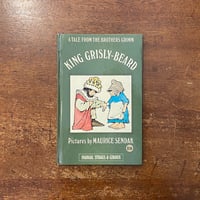 A TALE FROM THE BROTHERS GRIMM
KING GRISLY-BEARD
Pictures by MAURICE SENDAK
FARRAR, STRAUS & GIROUX